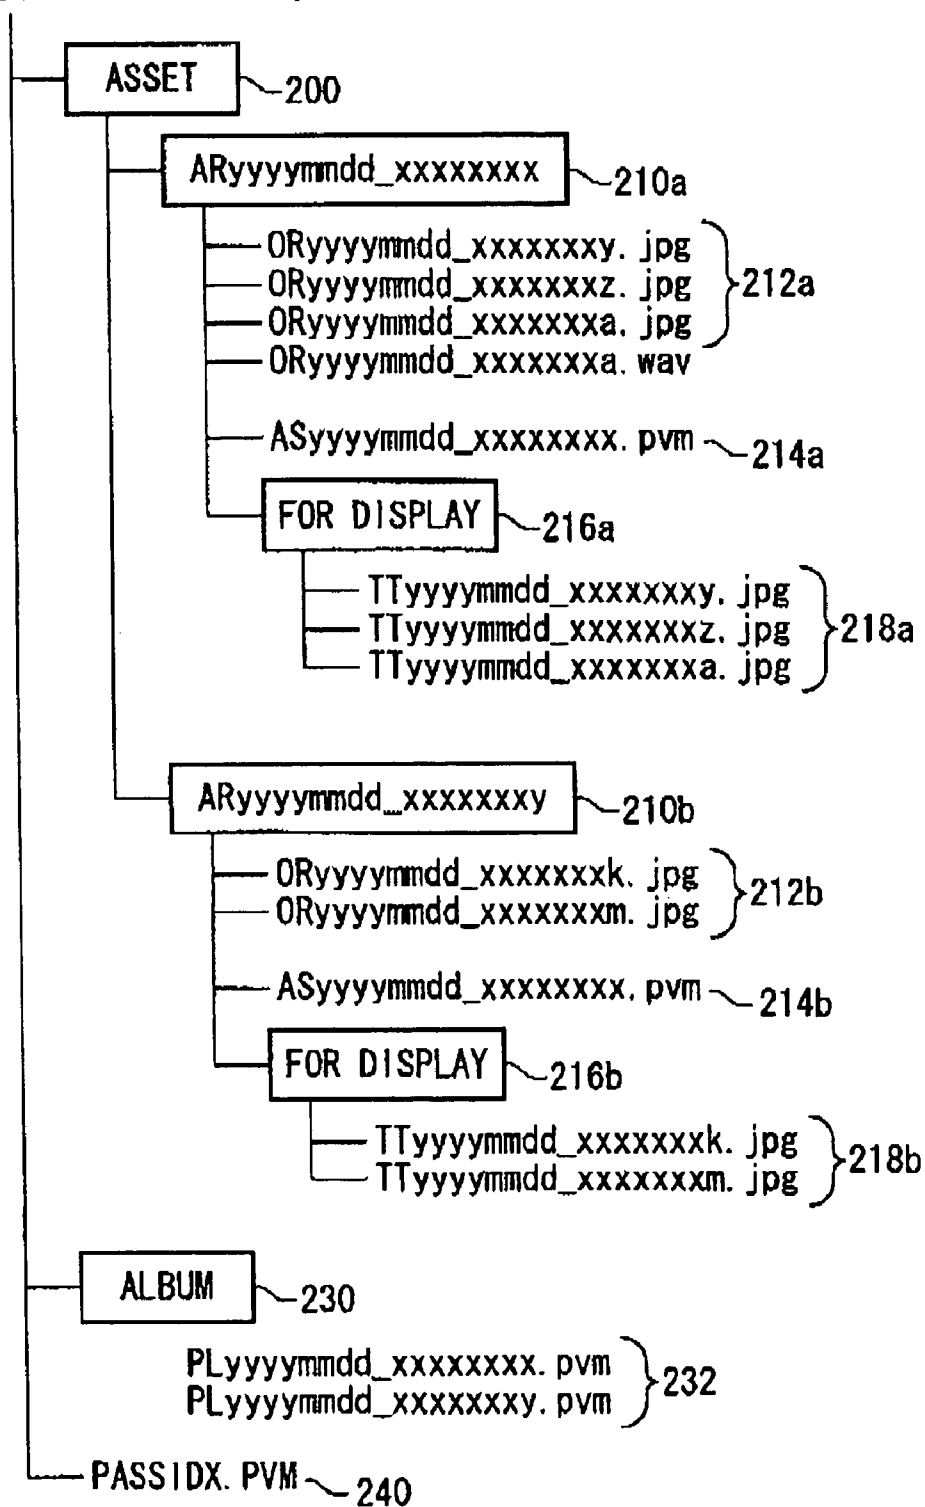 ASSET 200
ARyyyymmdd_xxxxxxxx 210a
ORyyyymmdd_xxxxxxxy. jpg
ORyyyymmdd_xxxxxxxz. jpg 212a
ORyyyymmdd_xxxxxxxa. jpg
ORyyyymmdd_xxxxxxxa. wav
ASyyyymmdd_xxxxxxxx. pvm 214a
FOR DISPLAY 216a
TTyyyymmdd_xxxxxxxy. jpg
TTyyyymmdd_xxxxxxxz. jpg 218a
TTyyyymmdd_xxxxxxxa. jpg
ARyyyymmdd_xxxxxxxy 210b
ORyyyymmdd_xxxxxxxk. jpg 212b
ORyyyymmdd_xxxxxxxm. jpg
ASyyyymmdd_xxxxxxxx. pvm 214b
FOR DISPLAY 216b
TTyyyymmdd_xxxxxxxk. jpg 218b
TTyyyymmdd_xxxxxxxm. jpg
ALBUM 230
PLyyyymmdd_xxxxxxxx. pvm 232
PLyyyymmdd_xxxxxxxy. pvm
PASSIDX. PVM 240